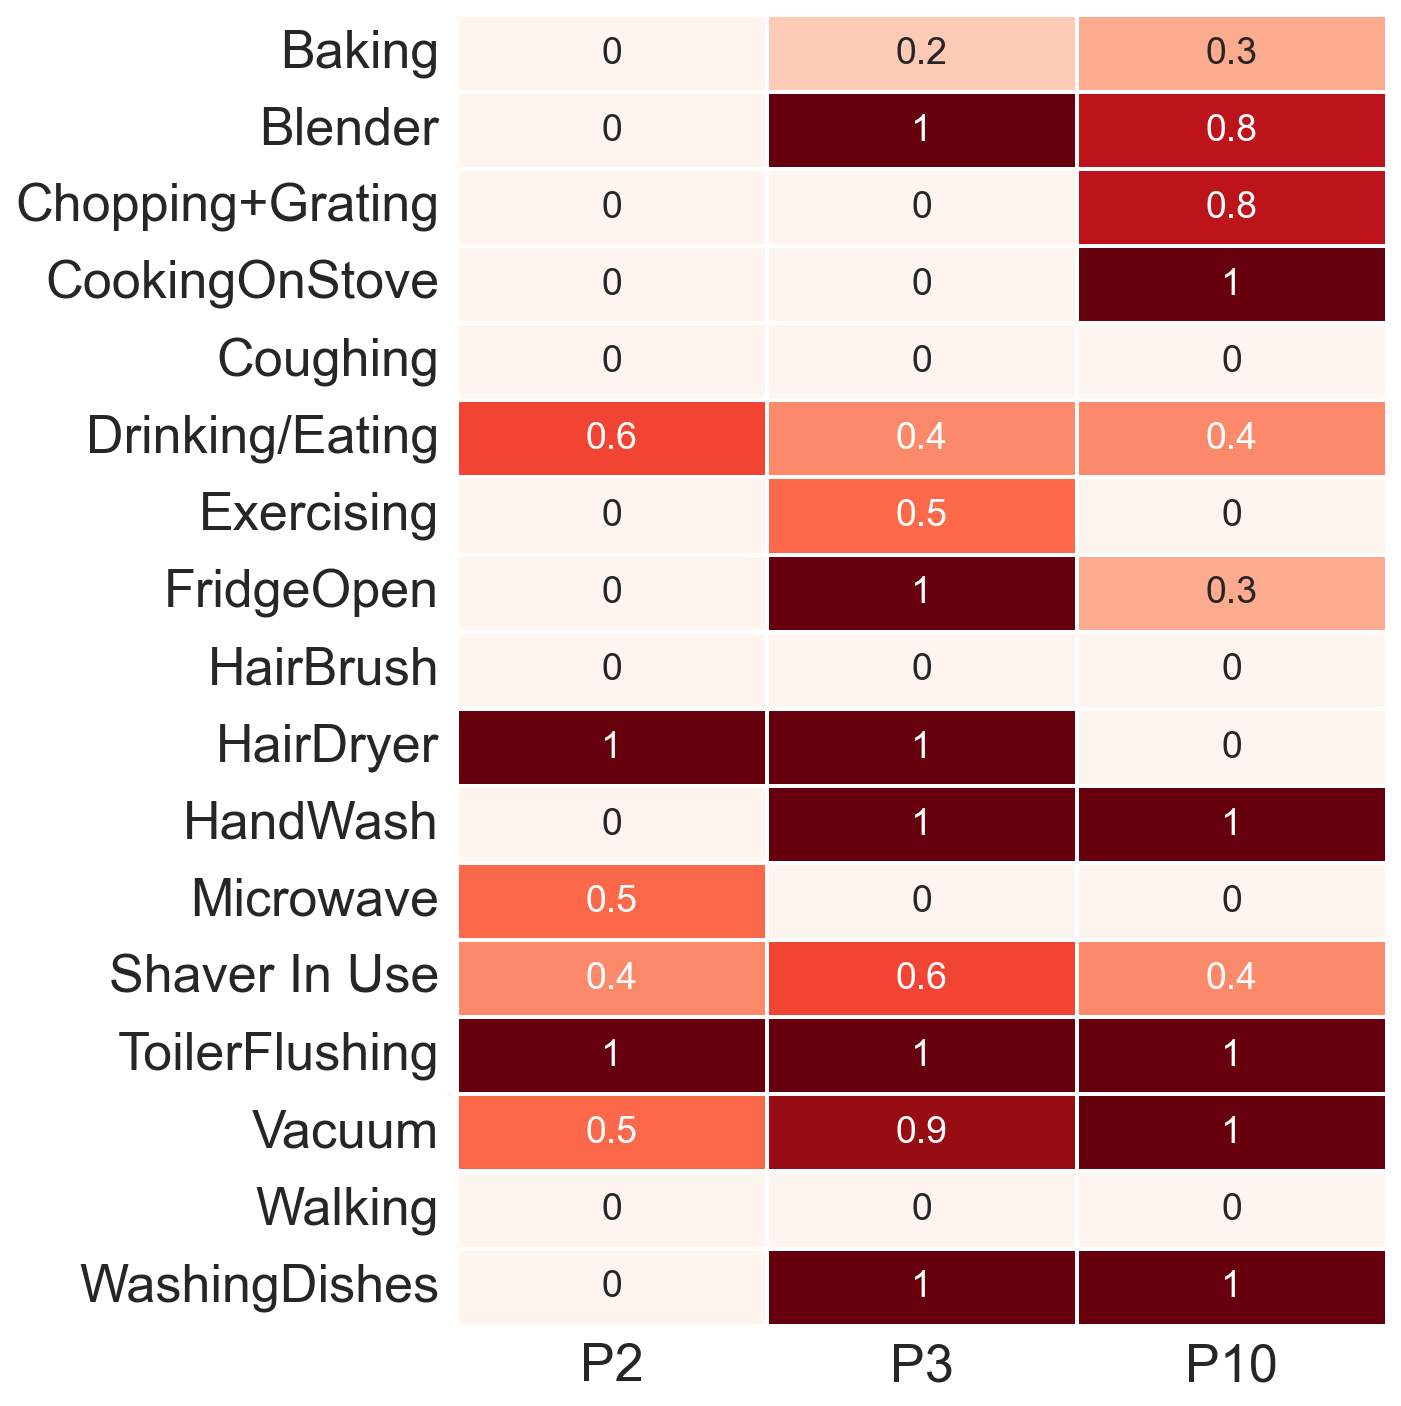 Baking 0 0.2 0.3
Blender 0 1 0.8
Chopping+Grating 0 0 0.8
CookingOnStove 0 0 1
Coughing 0 0 0
Drinking/Eating 0.6 0.4 0.4
Exercising 0 0.5 0
FridgeOpen 0 1 0.3
HairBrush 0 0 0
HairDryer 1 1 0
HandWash 0 1 1
Microwave 0.5 0 0
Shaver In Use 0.4 0.6 0.4
ToilerFlushing 1 1 1
Vacuum 0.5 0.9 1
Walking 0 0 0
WashingDishes 0 1 1
P2 P3 P10